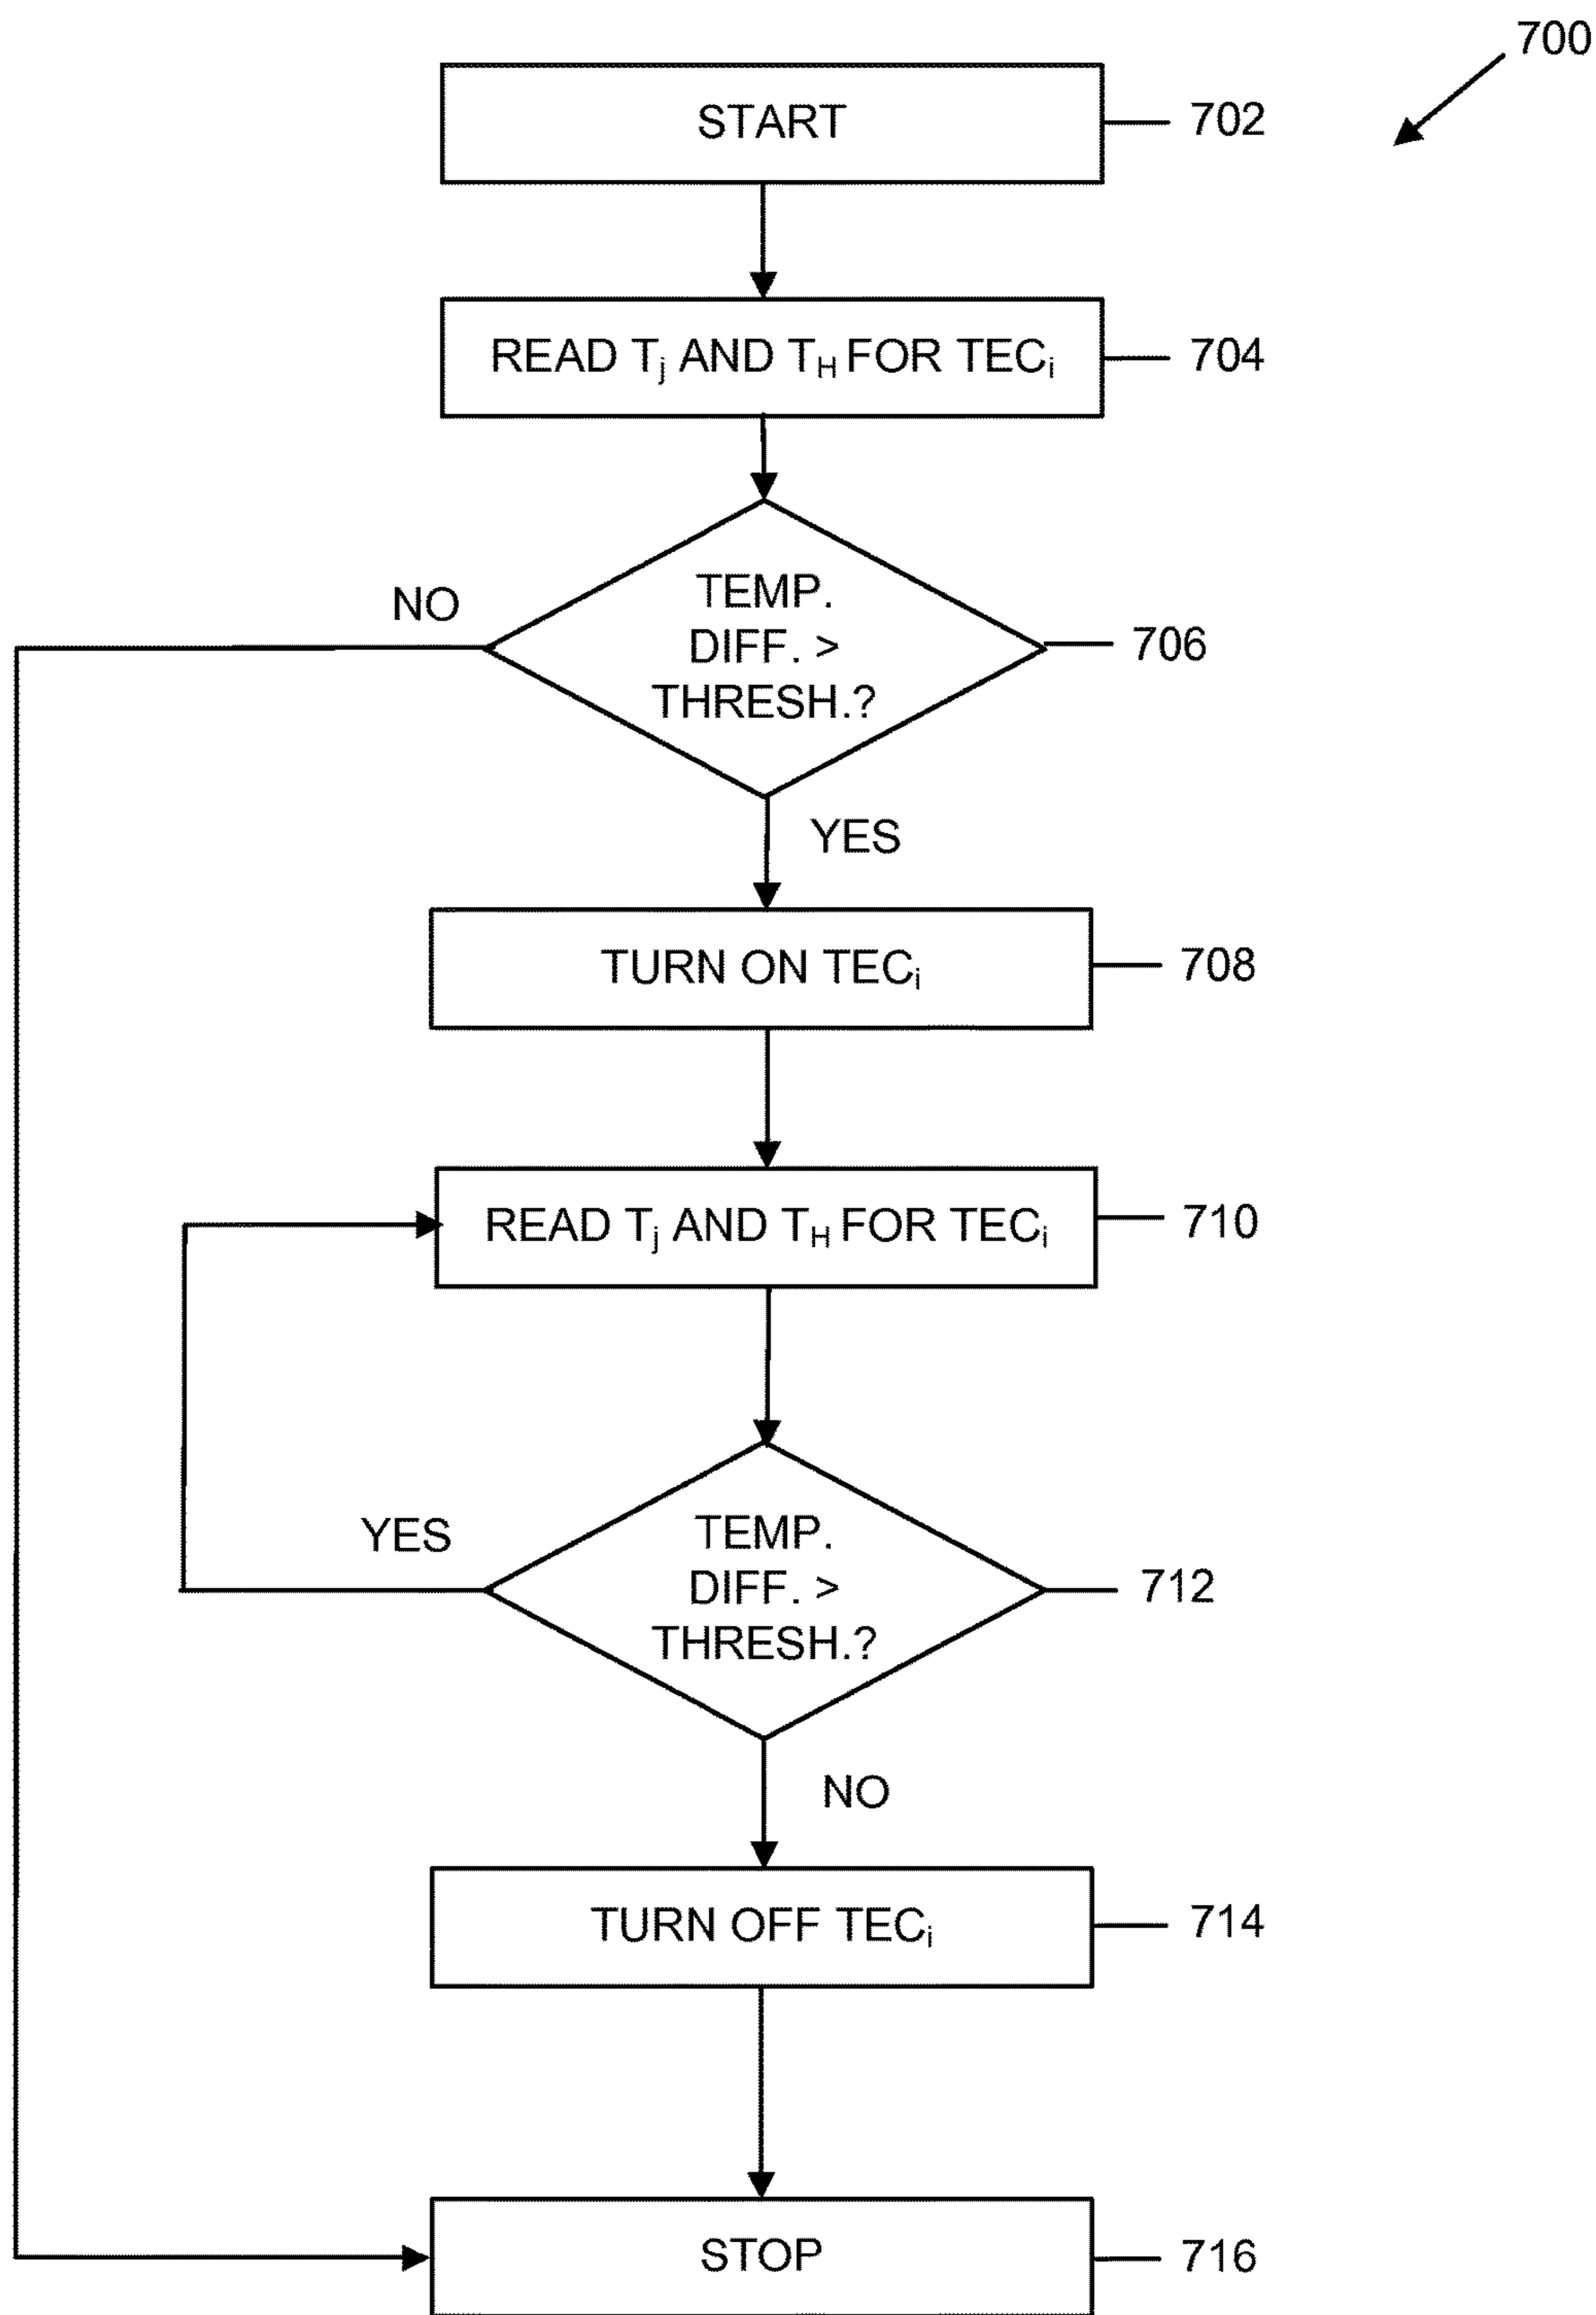 700
START
702
READ Tj AND TH FOR TECi
704
NO
TEMP.
DIFF. >
THRESH.?
706
YES
TURN ON TECi
708
READ Tj AND TH FOR TECi
710
YES
TEMP.
DIFF. >
THRESH.?
712
NO
TURN OFF TECi
714
STOP
716